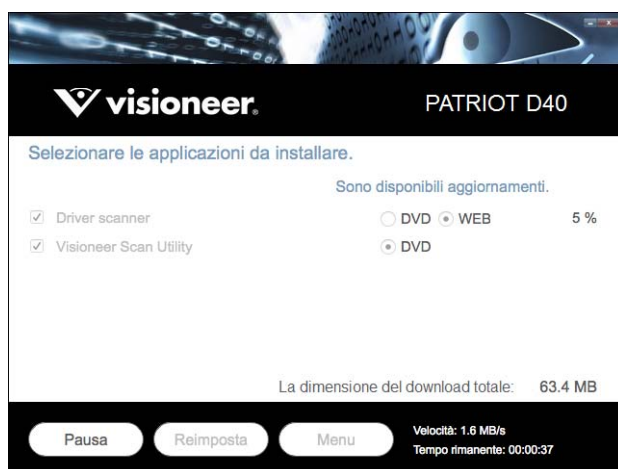 visioneer.
PATRIOT D40
Selezionare le applicazioni da installare.
Sono disponibili aggiornamenti.
Driver scanner DVD WEB 5 %
Visioneer Scan Utility DVD
La dimensione del download totale: 63.4 MB
Pausa Reimposta Menu
Velocità: 1.6 MB/s
Tempo rimanente: 00:00:37